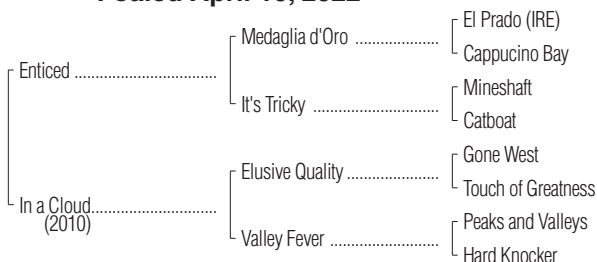 Foaled April 2022
El Prado (IRE)
Medaglia d'Oro
Cappucino Bay
Enticed
Mineshaft
It's Tricky
Catboat
Gone West
Elusive Quality
Touch of Greatness
In a Cloud
(2010)
Peaks and Valleys
Valley Fever
Hard Knocker